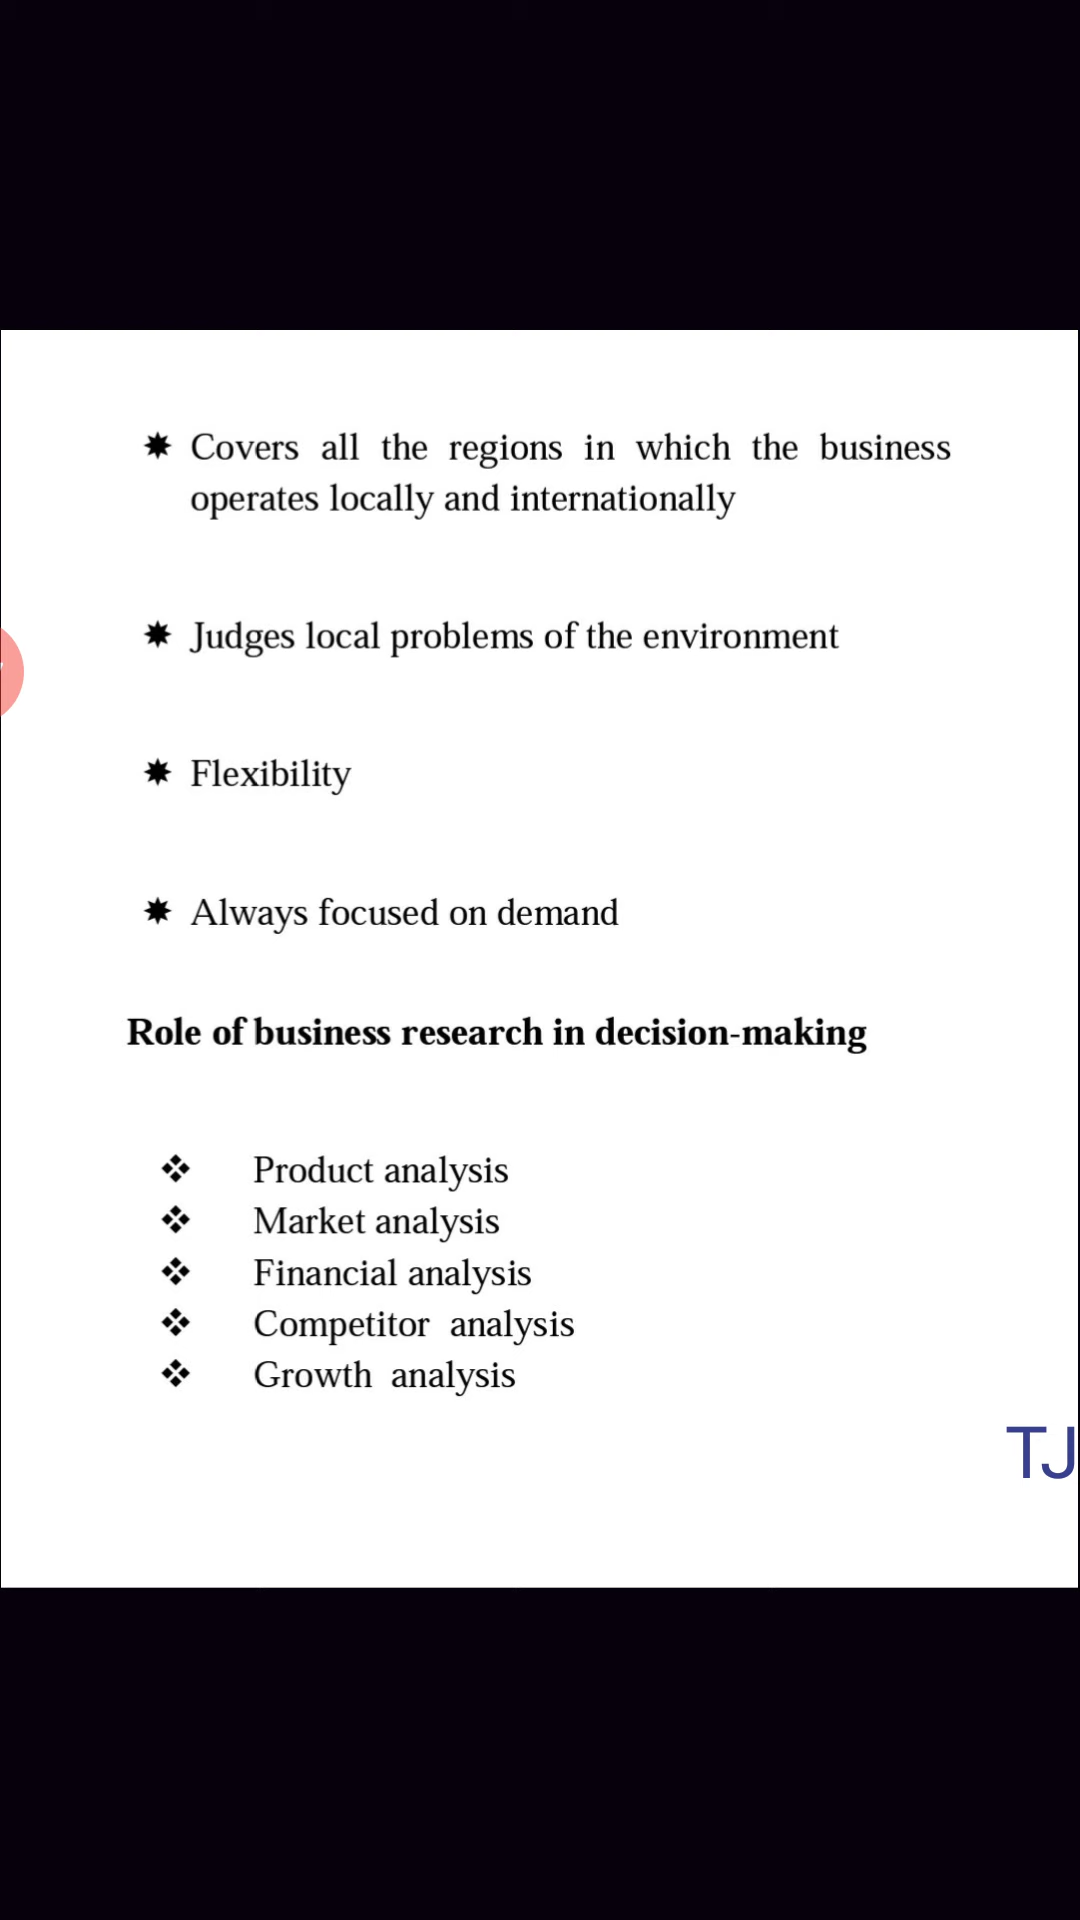 ✸ Covers all the regions in which the business
operates locally and internationally
✸ Judges local problems of the environment
✸ Flexibility
✸ Always focused on demand
Role of business research in decision-making
❖ Product analysis
❖ Market analysis
❖ Financial analysis
❖ Competitor analysis
❖ Growth analysis
TJ